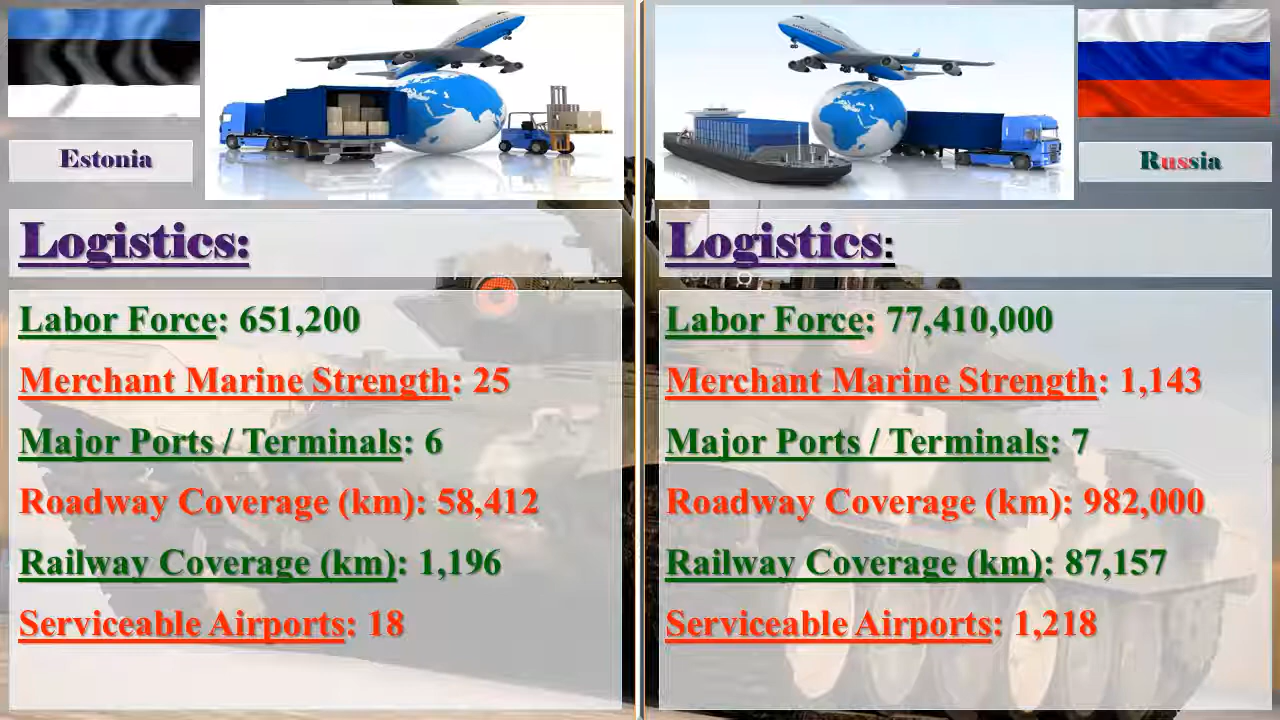 Estonia
Logistics:
Labor Force: 651,200
Merchant Marine Strength: 25
Major Ports / Terminals: 6
Roadway Coverage (km): 58,412
Railway Coverage (km): 1,196
Serviceable Airports: 18
Russia
Logistics:
Labor Force: 77,410,000
Merchant Marine Strength: 1,143
Major Ports / Terminals: 7
Roadway Coverage (km): 982,000
Railway Coverage (km): 87,157
Serviceable Airports: 1,218